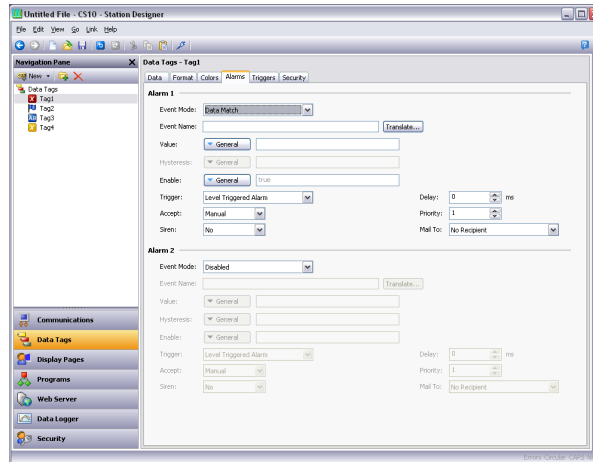 Untitled File - CS10 - Station Designer
File Edit View Go Link Help
Navigation Pane X
New
Data Tags
Tag1
Tag2
Tag3
Tag4
Communications
Data Tags
Display Pages
Programs
Web Server
Data Logger
Security
Data Tags - Tag1
Data Format Colors Alarms Triggers Security
Alarm 1
Event Mode: Data Match
Event Name: Translate...
Value: General
Hysteresis: General
Enable: General true
Trigger: Level Triggered Alarm Delay: 0 ms
Accept: Manual Priority: 1
Siren: No Mail To: No Recipient
Alarm 2
Event Mode: Disabled
Event Name: Translate...
Value: General
Hysteresis: General
Enable: General
Trigger: Level Triggered Alarm Delay: 0 ms
Accept: Manual Priority: 1
Siren: No Mail To: No Recipient
Errors Circular CAPS